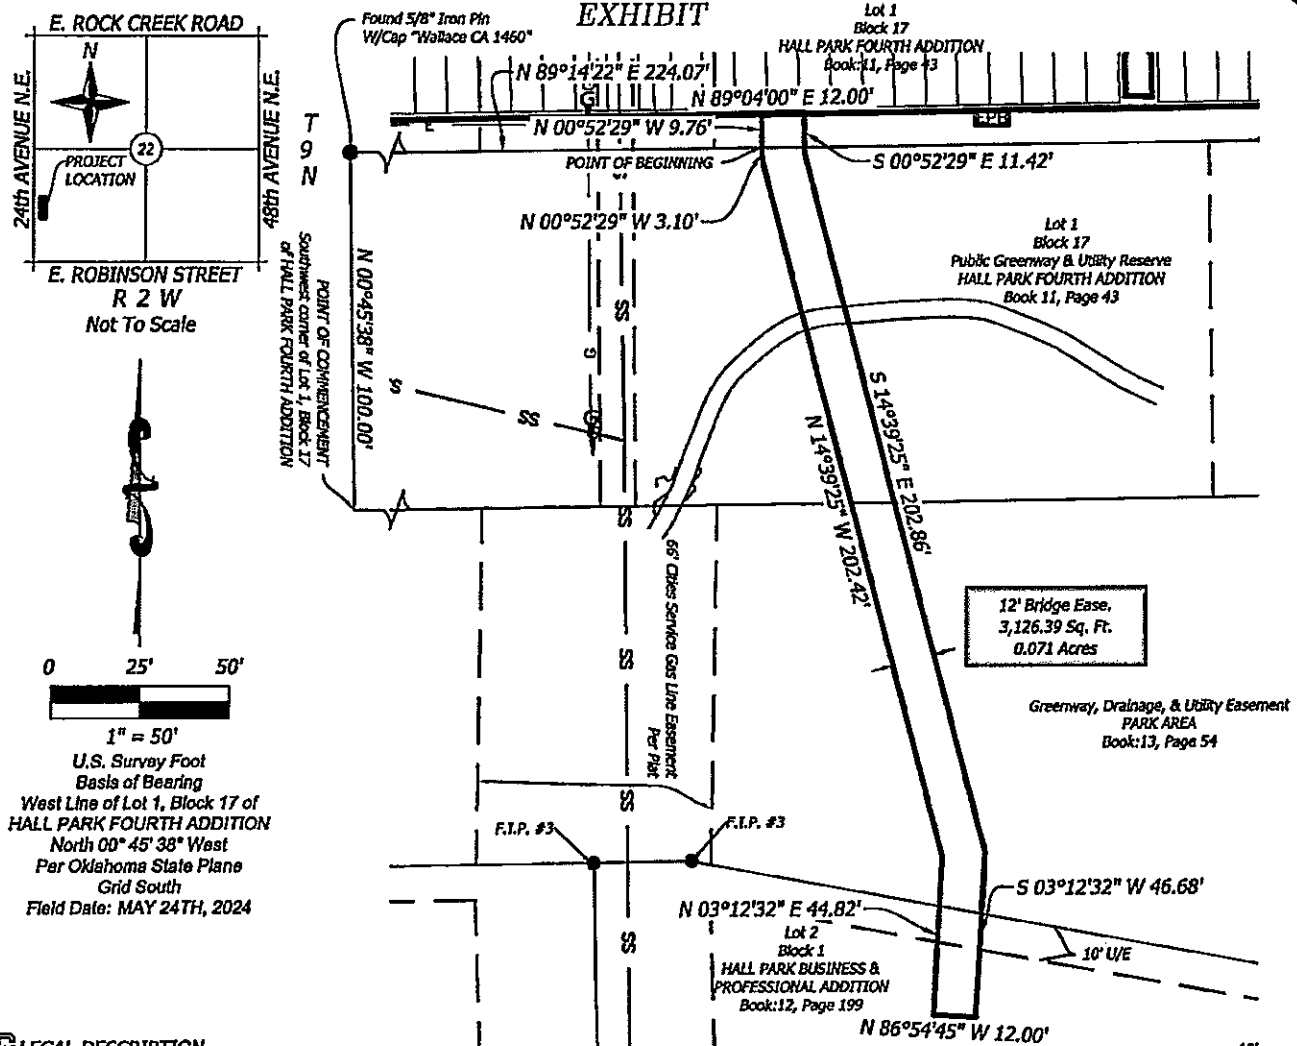 EXHIBIT
E. ROCK CREEK ROAD
N
24th AVENUE N.E.
48th AVENUE N.E.
22
PROJECT
LOCATION
E. ROBINSON STREET
R 2 W
Not To Scale
T
9
N
Found 5/8" Iron Pin
W/Cap "Wallace CA 1460"
Lot 1
Block 17
HALL PARK FOURTH ADDITION
Book:11, Page 43
N 89°14'22" E 224.07'
N 89°04'00" E 12.00'
G
E
N 00°52'29" W 9.76'
EPB
POINT OF BEGINNING
S 00°52'29" E 11.42'
N 00°52'29" W 3.10'
Lot 1
Block 17
Public Greenway & Utility Reserve
HALL PARK FOURTH ADDITION
Book 11, Page 43
POINT OF COMMENCEMENT
Southwest corner of Lot 1, Block 17
of HALL PARK FOURTH ADDITION
N 00°45'38" W 100.00'
SS
G
S
SS
G
S 14°39'25" E 202.86'
N 14°39'25" W 202.42'
SS
66' Cities Service Gas Line Easement
Per Plat
12' Bridge Ease.
3,126.39 Sq. Ft.
0.071 Acres
SS
Greenway, Drainage, & Utility Easement
PARK AREA
Book:13, Page 54
0 25' 50'
1" = 50'
U.S. Survey Foot
Basis of Bearing
West Line of Lot 1, Block 17 of
HALL PARK FOURTH ADDITION
North 00° 45' 38" West
Per Oklahoma State Plane
Grid South
Field Date: MAY 24TH, 2024
SS
F.I.P. #3
F.I.P. #3
S 03°12'32" W 46.68'
N 03°12'32" E 44.82'
SS
Lot 2
Block 1
HALL PARK BUSINESS &
PROFESSIONAL ADDITION
Book:12, Page 199
10' U/E
N 86°54'45" W 12.00'
LEGAL DESCRIPTION